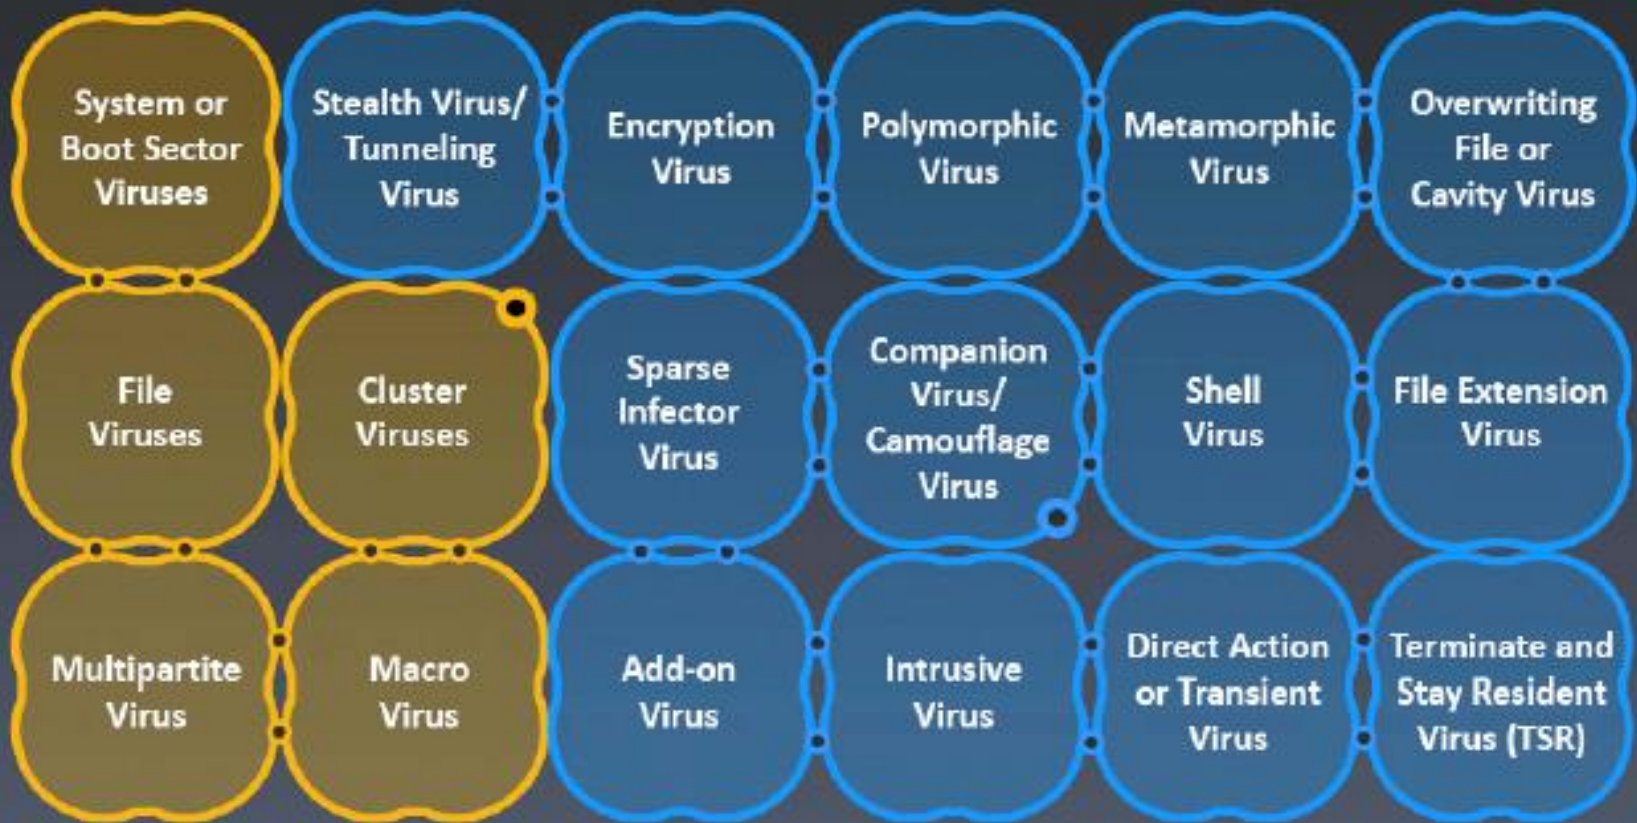 System or
Boot Sector
Viruses
Stealth Virus/
Tunneling
Virus
Encryption
Virus
Polymorphic
Virus
Metamorphic
Virus
Overwriting
File or
Cavity Virus
File
Viruses
Cluster
Viruses
Sparse
Infector
Virus
Companion
Virus/
Camouflage
Virus
Shell
Virus
File Extension
Virus
Multipartite
Virus
Macro
Virus
Add-on
Virus
Intrusive
Virus
Direct Action
or Transient
Virus
Terminate and
Stay Resident
Virus (TSR)